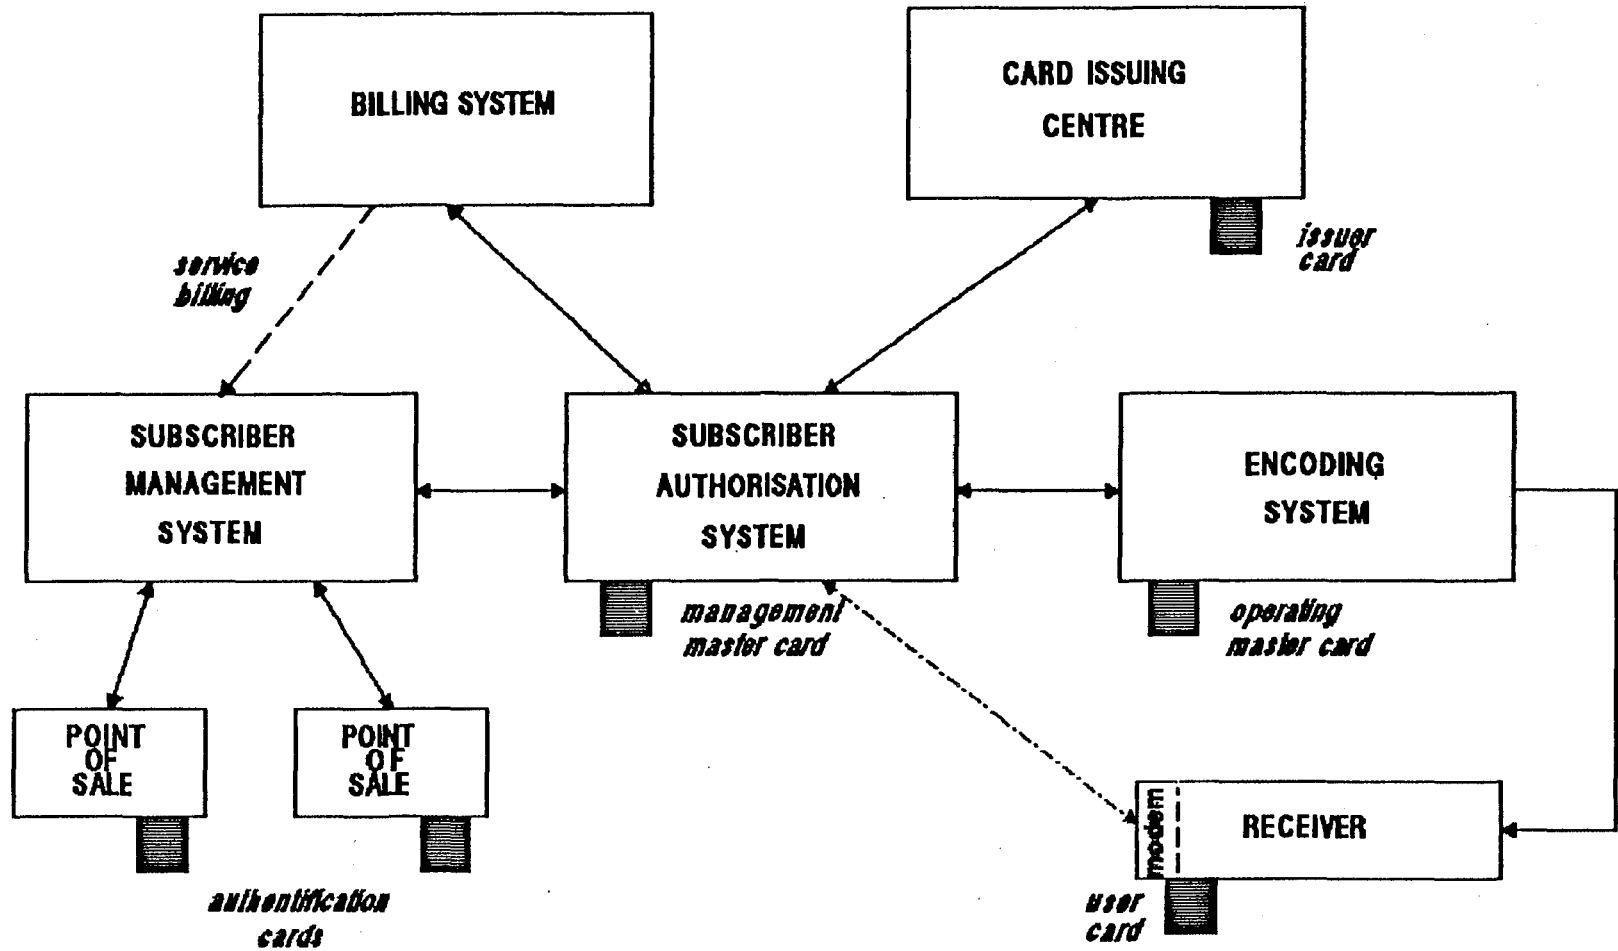 BILLING SYSTEM
CARD ISSUING
CENTRE
issuer
card
service
billing
SUBSCRIBER
MANAGEMENT
SYSTEM
SUBSCRIBER
AUTHORISATION
SYSTEM
ENCODING
SYSTEM
management
master card
operating
master card
POINT
OF
SALE
POINT
OF
SALE
authentification
cards
modem
RECEIVER
user
card